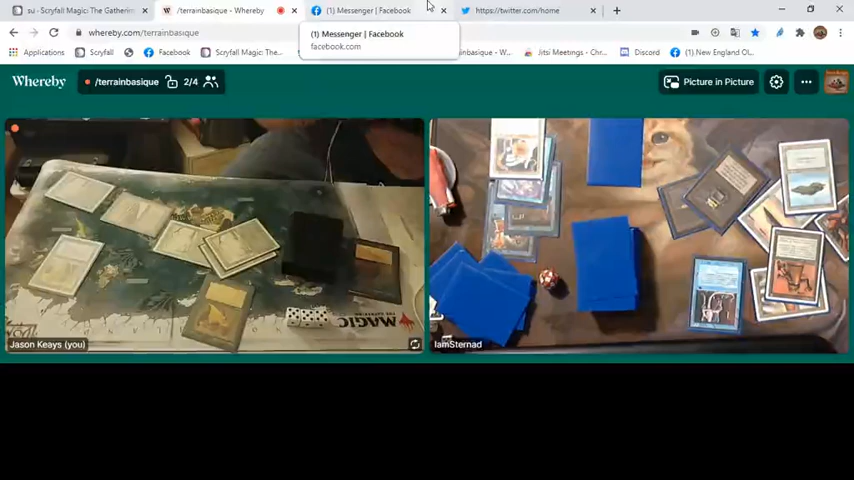 su - Scryfall Magic: The Gatherin
/terrainbasique - Whereby
(1) Messenger | Facebook
https://twitter.com/home
whereby.com/terrainbasique
Applications
Scryfall
Facebook
Scryfall Magic: The...
(1) Messenger | Facebook
facebook.com
basique - W...
Jitsi Meetings - Chr...
Discord
(1) New England Ol...
Whereby
/terrainbasique
2/4
Picture in Picture
MAGIC
Jason Keays (you)
IamSternad